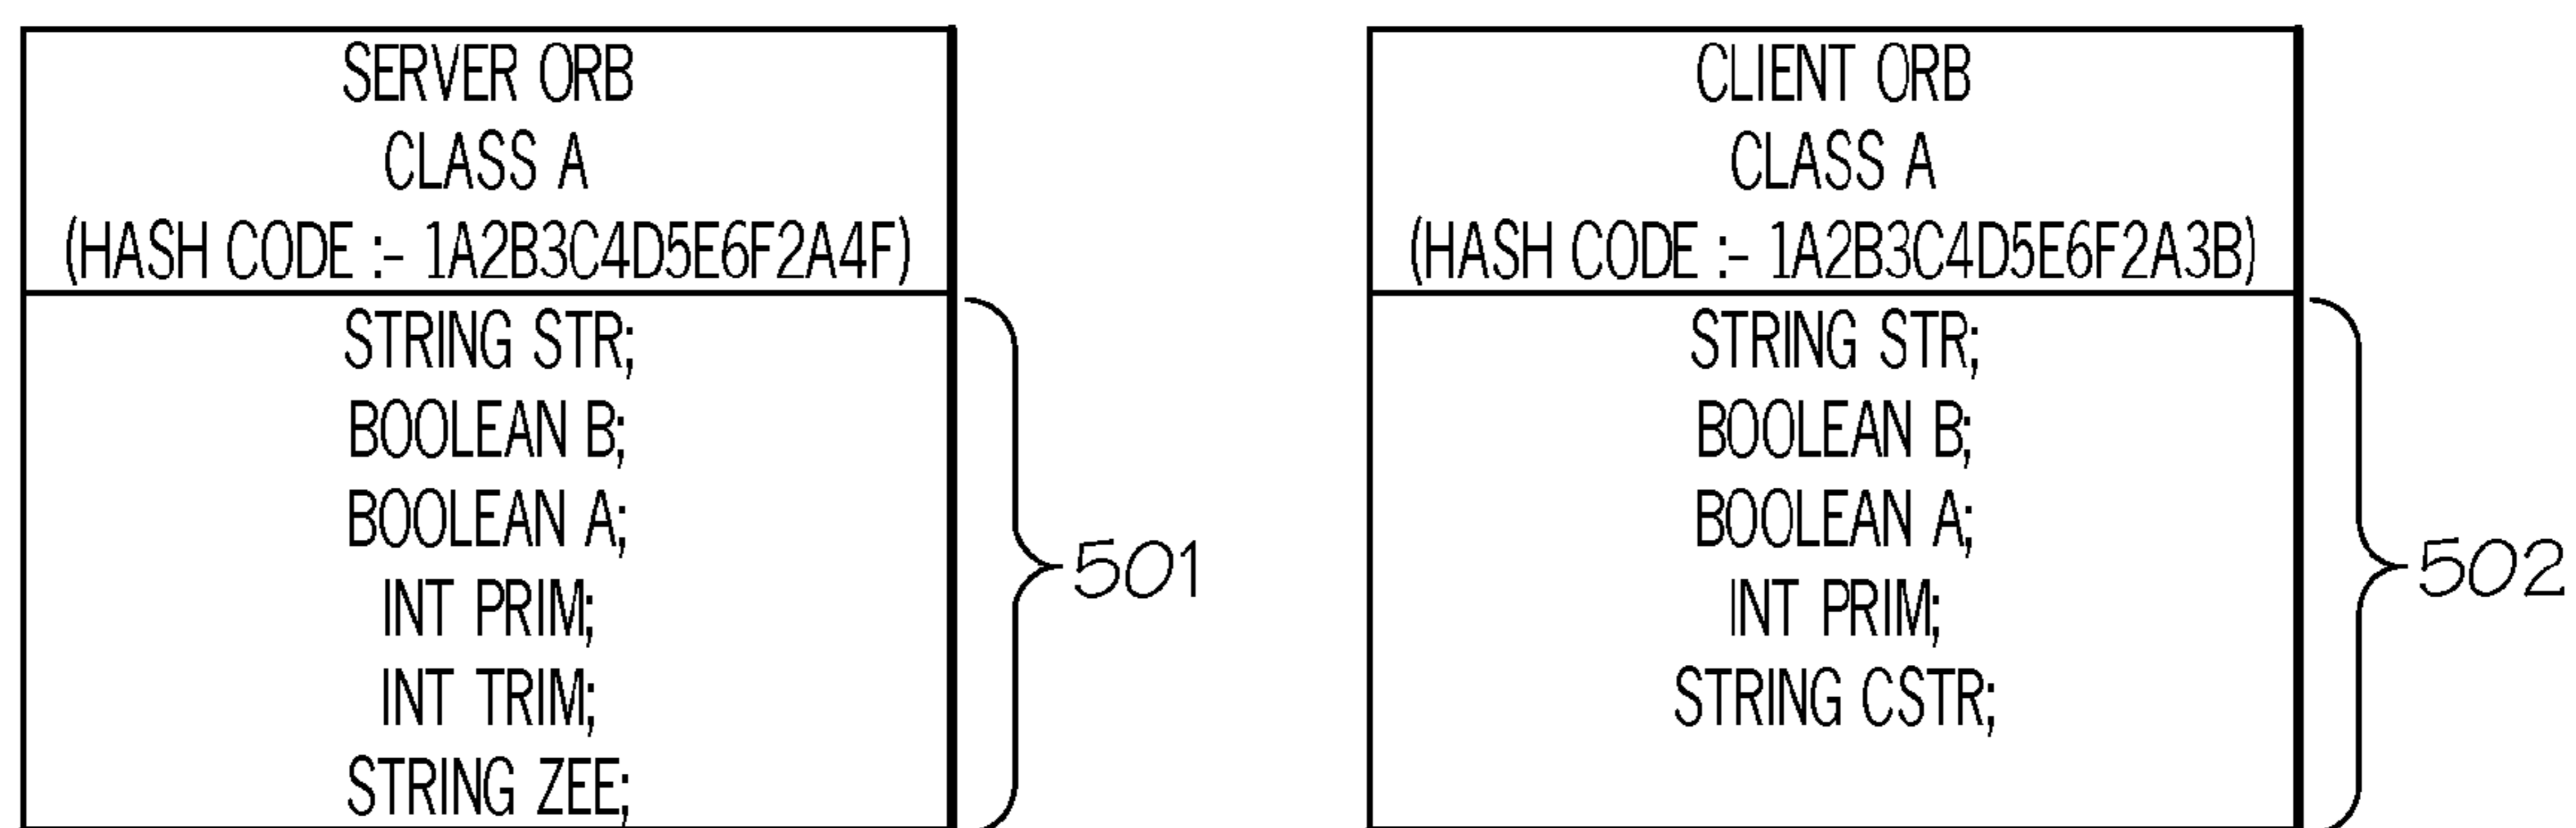 SERVER ORB
CLASS A
(HASH CODE :- 1A2B3C4D5E6F2A4F)
STRING STR;
BOOLEAN B;
BOOLEAN A;
INT PRIM;
INT TRIM;
STRING ZEE;
501
CLIENT ORB
CLASS A
(HASH CODE :- 1A2B3C4D5E6F2A3B)
STRING STR;
BOOLEAN B;
BOOLEAN A;
INT PRIM;
STRING CSTR;
502